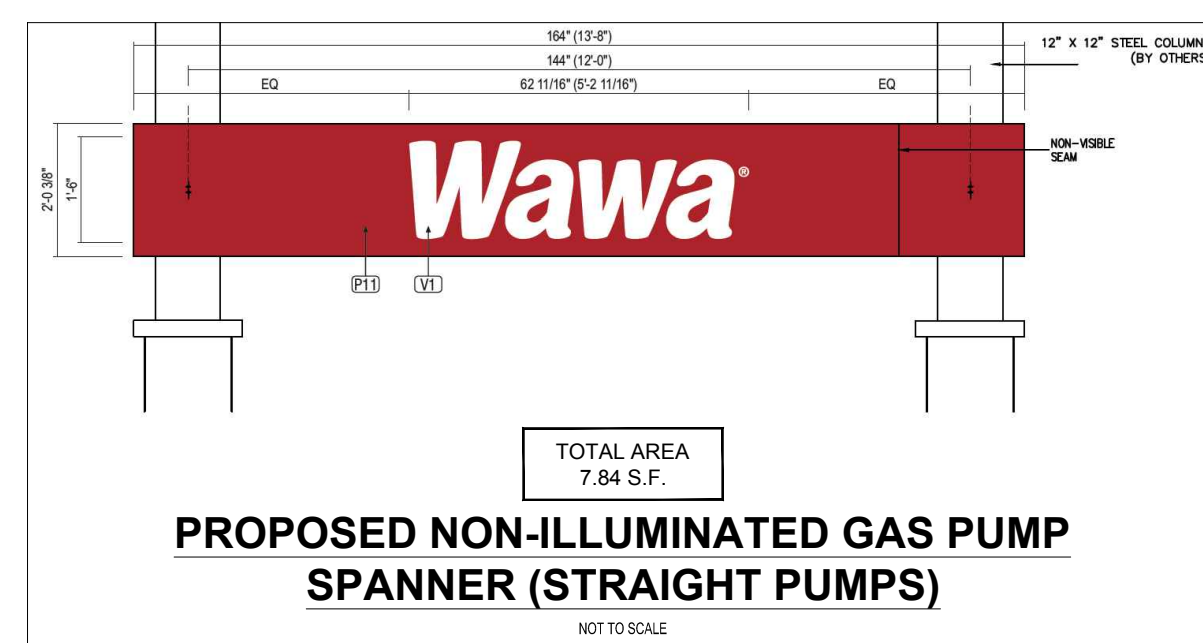 164" (13'-8")
12" X 12" STEEL COLUMN
(BY OTHERS
144" (12'-0")
EQ
62 11/16" (5'-2 11/16")
EQ
2'-0 3/8"
1'-6"
Wawa®
NON-VISIBLE
SEAM
P11
V1
TOTAL AREA
7.84 S.F.
PROPOSED NON-ILLUMINATED GAS PUMP
SPANNER (STRAIGHT PUMPS)
NOT TO SCALE